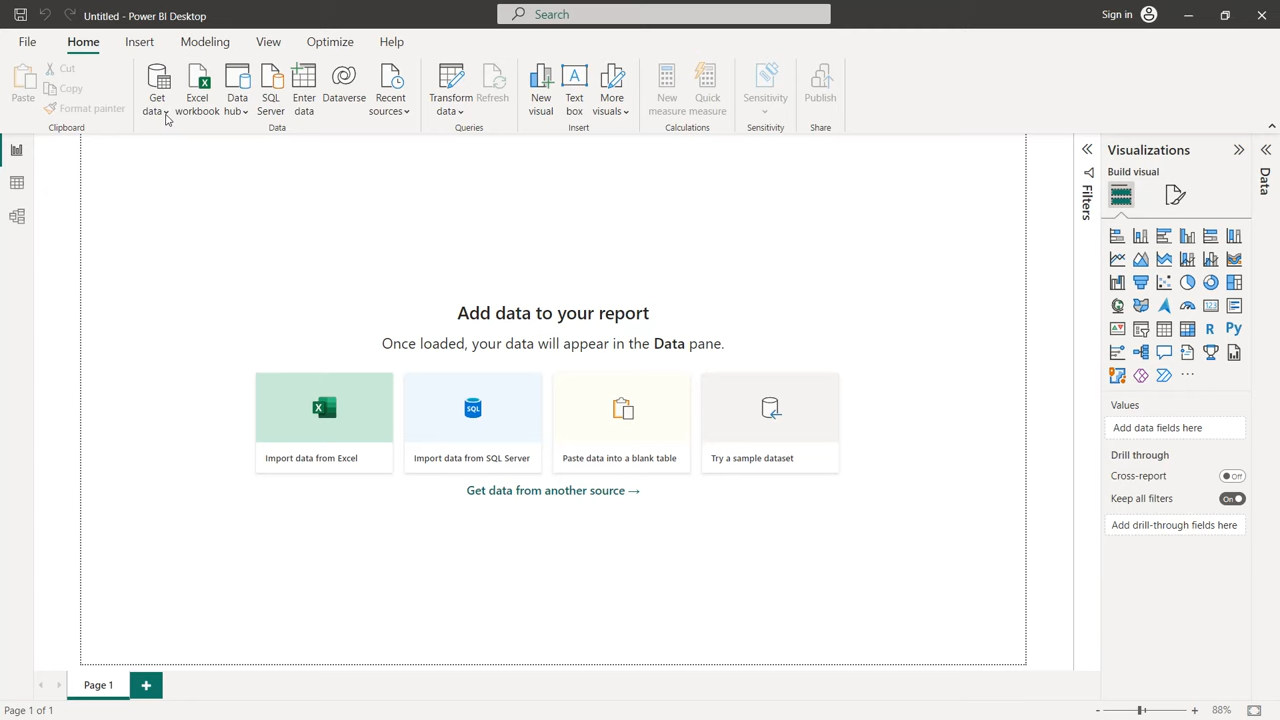 Untitled - Power BI Desktop
Search
Sign in
File
Home
Insert
Modeling
View
Optimize
Help
Paste
Cut
Copy
Format painter
Clipboard
Get data
Excel workbook
Data hub
SQL Server
Enter data
Dataverse
Recent sources
Data
Transform data
Refresh
Queries
New visual
Text box
More visuals
Insert
New measure
Quick measure
Calculations
Sensitivity
Sensitivity
Publish
Share
Filters
Visualizations
Data
Build visual
123
R
Py
Add data to your report
Once loaded, your data will appear in the Data pane.
SQL
Import data from Excel
Import data from SQL Server
Paste data into a blank table
Try a sample dataset
Get data from another source →
Values
Add data fields here
Drill through
Cross-report
Off
Keep all filters
On
Add drill-through fields here
Page 1
Page 1 of 1
88%